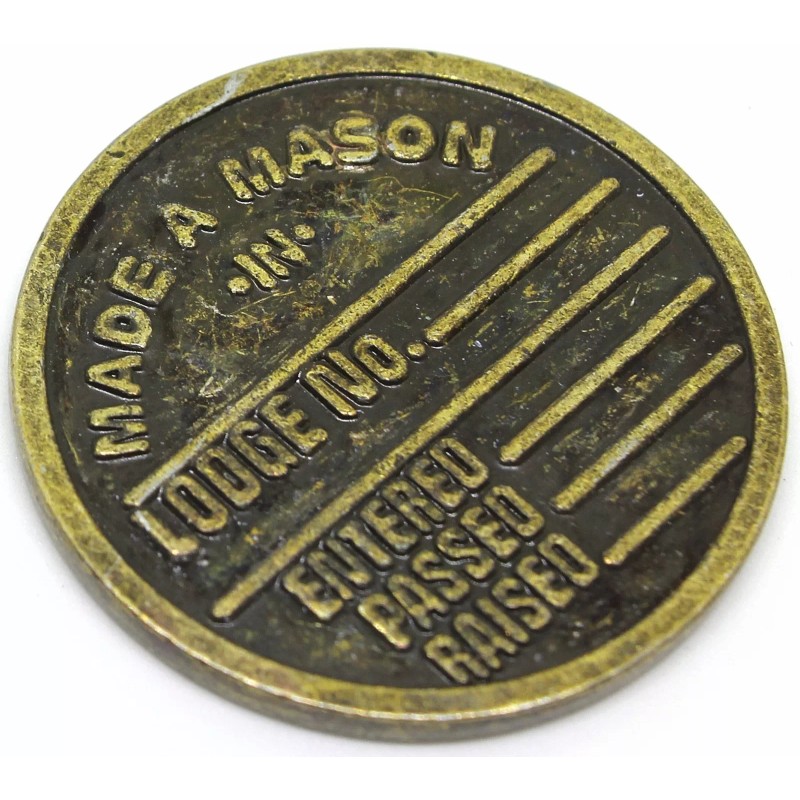 MADE A MASON
·IN·
LODGE NO.
ENTERED
PASSED
RAISED